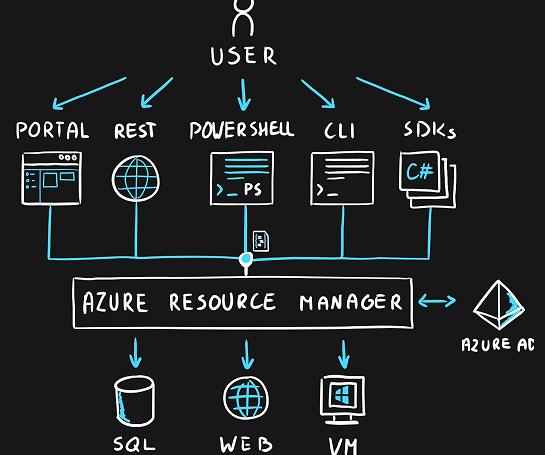 USER
PORTAL REST POWERSHELL CLI SDKs
>_ PS >_ C#
AZURE RESOURCE MANAGER
AZURE AD
SQL WEB VM